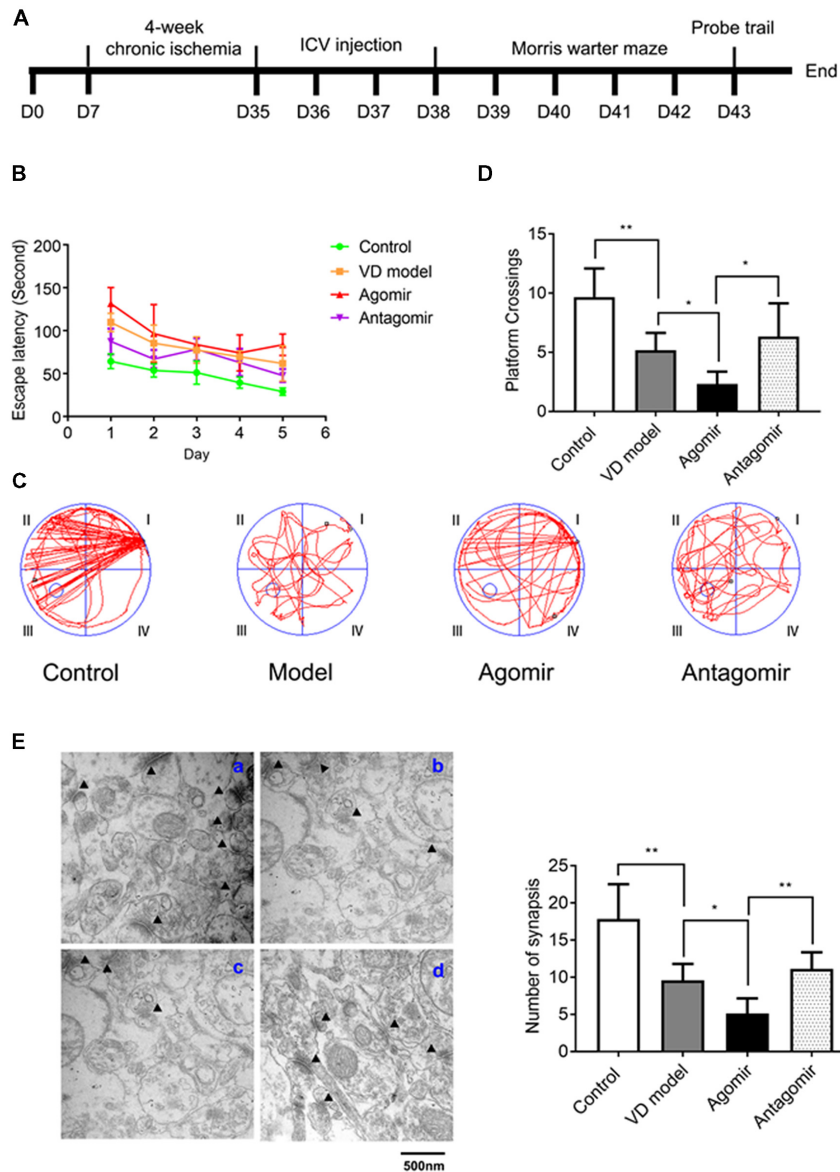 A
4-week
chronic ischemia
ICV injection
Morris warter maze
Probe trail
End
D0 D7 D35 D36 D37 D38 D39 D40 D41 D42 D43
B
Escape latency (Second)
200
150
100
50
0
0 1 2 3 4 5 6
Day
Control
VD model
Agomir
Antagomir
D
Platform Crossings
15
10
5
0
**
*
*
Control
VD model
Agomir
Antagomir
C
II I
III IV
Control
II I
III IV
Model
II I
III IV
Agomir
II I
III IV
Antagomir
E
a
b
c
d
500nm
Number of synapsis
25
20
15
10
5
0
**
*
**
Control
VD model
Agomir
Antagomir